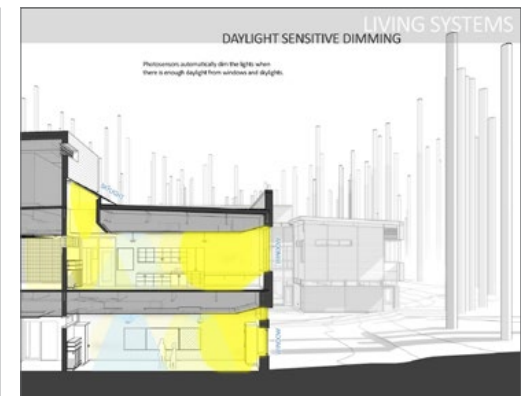 LIVING SYSTEMS
DAYLIGHT SENSITIVE DIMMING
Photosensors automatically dim the lights when
there is enough daylight from windows and skylights.
SKYLIGHT
WINDOW
WINDOW